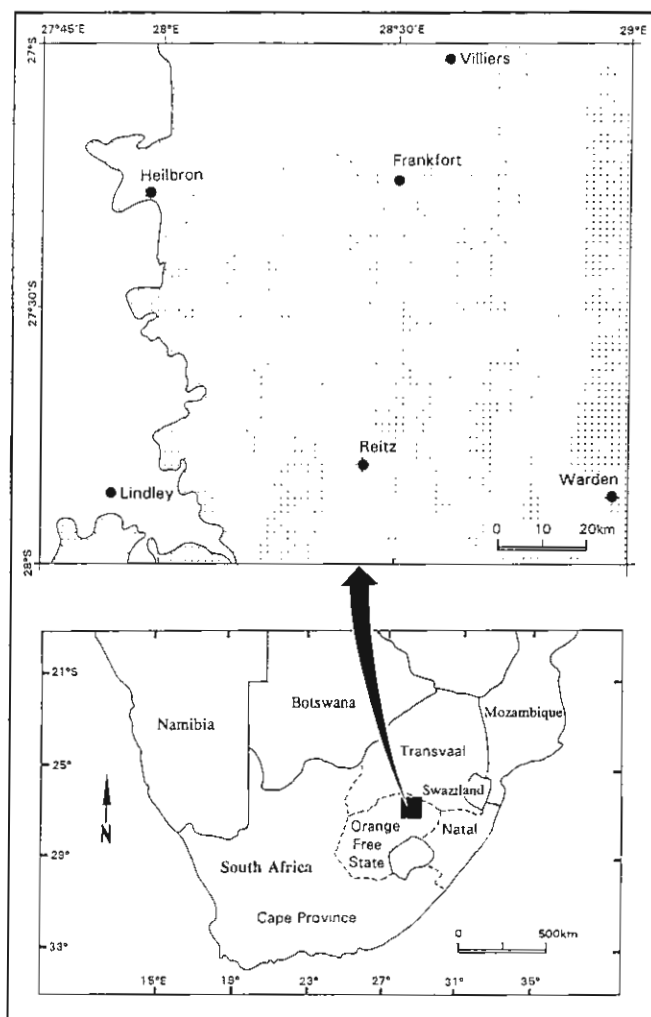 27°45'E
28°E
28°30'E
29°E
27°S
Villiers
Frankfort
Heilbron
27°30'S
Reitz
Warden
Lindley
0 10 20km
28°S
21°S
Namibia
Botswana
Mozambique
Transvaal
25°S
Swazzland
N
Orange
Free
State
Natal
29°S
South Africa
Cape Province
0 500km
33°
15°E
19°
23°
27°
31°
35°